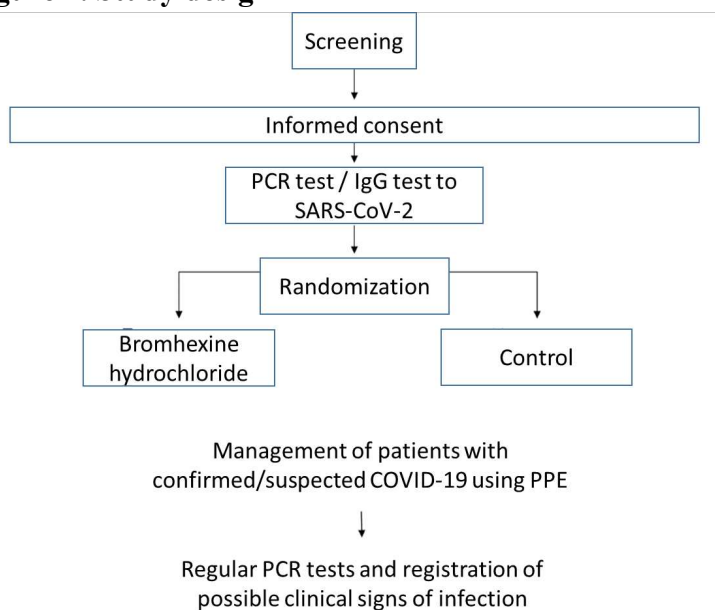 Screening
Informed consent
PCR test / IgG test to
SARS-CoV-2
Randomization
Bromhexine
hydrochloride
Control
Management of patients with
confirmed/suspected COVID-19 using PPE
Regular PCR tests and registration of
possible clinical signs of infection